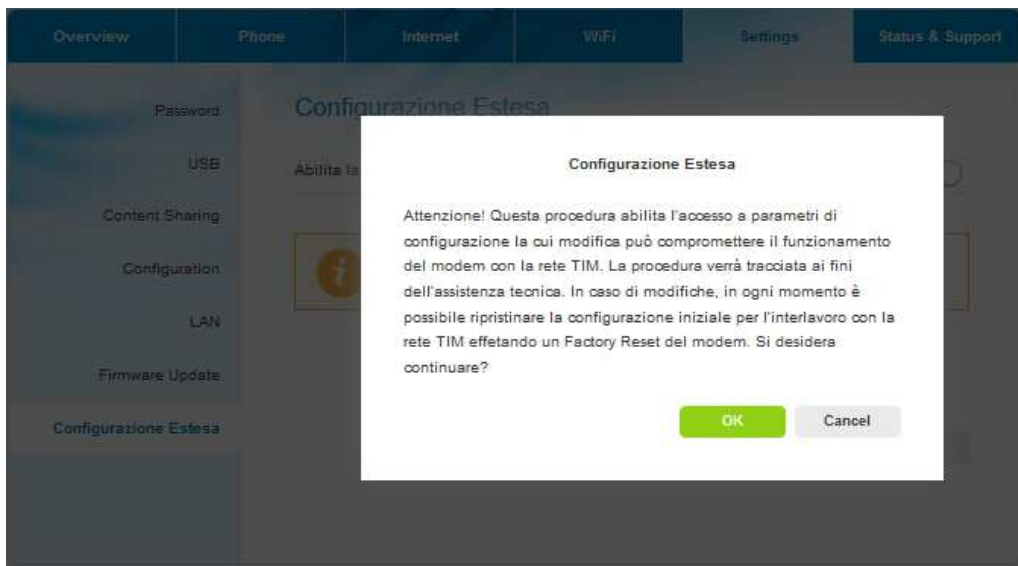 Overview Phone Internet WiFi Settings Status & Support
Password
USB
Content Sharing
Configuration
LAN
Firmware Update
Configurazione Estesa
Configurazione Estesa
Abilita la
Configurazione Estesa
Attenzione! Questa procedura abilita l'accesso a parametri di
configurazione la cui modifica può compromettere il funzionamento
del modem con la rete TIM. La procedura verrà tracciata ai fini
dell'assistenza tecnica. In caso di modifiche, in ogni momento è
possibile ripristinare la configurazione iniziale per l'interlavoro con la
rete TIM effetando un Factory Reset del modem. Si desidera
continuare?
OK Cancel